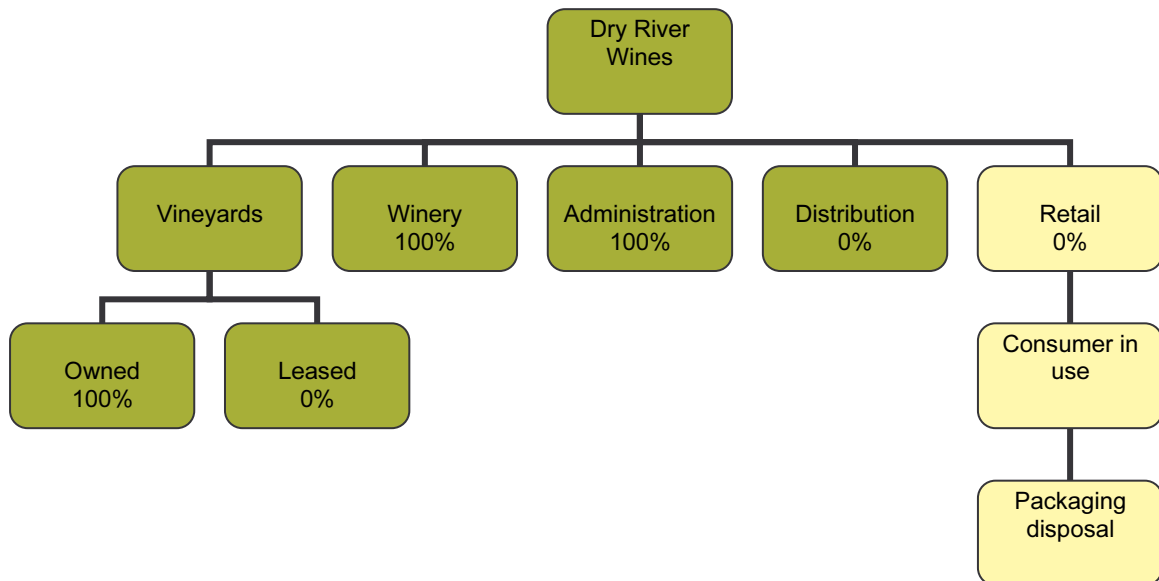 Dry River
Wines
Vineyards
Winery
100%
Administration
100%
Distribution
0%
Retail
0%
Owned
100%
Leased
0%
Consumer in
use
Packaging
disposal